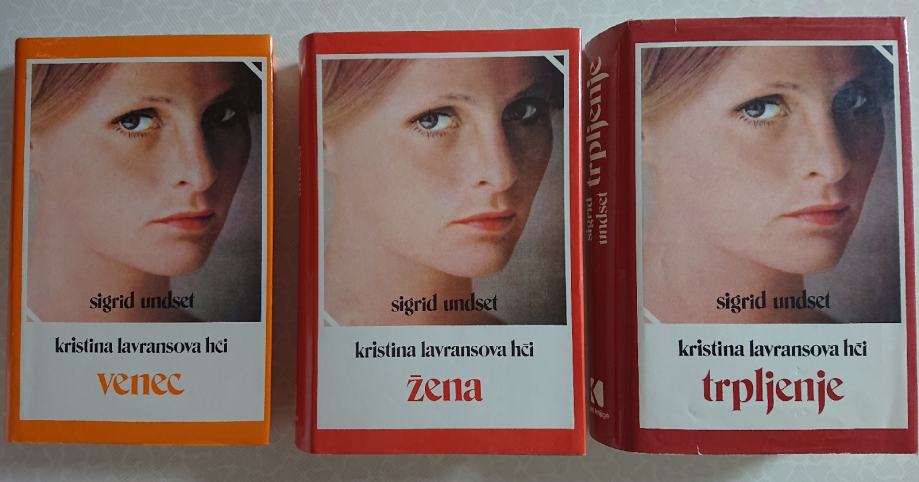 sigrid undset
kristina lavransova hči
venec
sigrid undset
kristina lavransova hči
žena
sigrid
undset
trpljenje
sigrid undset
kristina lavransova hči
trpljenje